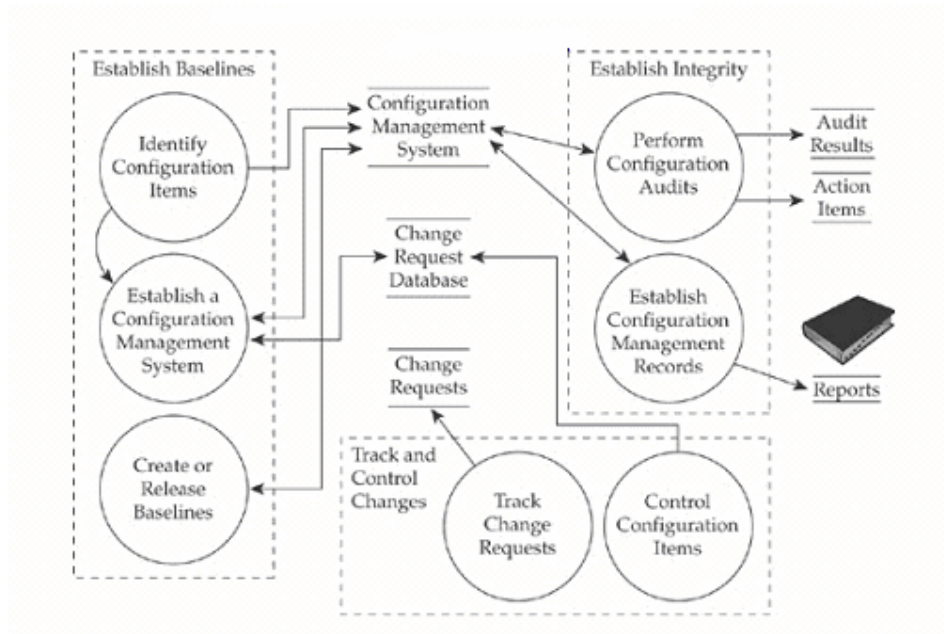 Establish Baselines
Identify
Configuration
Items
Establish a
Configuration
Management
System
Create or
Release
Baselines
Configuration
Management
System
Change
Request
Database
Change
Requests
Establish Integrity
Perform
Configuration
Audits
Establish
Configuration
Management
Records
Audit
Results
Action
Items
Reports
Track and
Control
Changes
Track
Change
Requests
Control
Configuration
Items